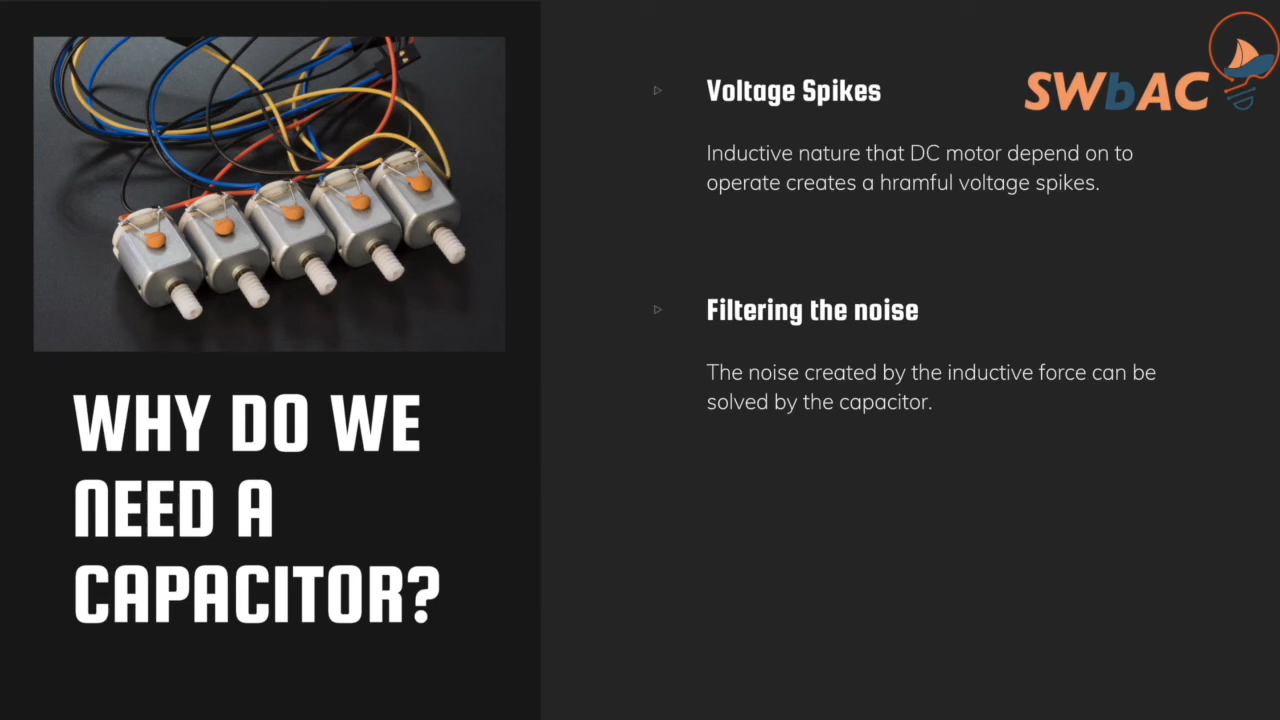 WHY DO WE
NEED A
CAPACITOR?
SWbAC
Voltage Spikes
Inductive nature that DC motor depend on to
operate creates a hramful voltage spikes.
Filtering the noise
The noise created by the inductive force can be
solved by the capacitor.